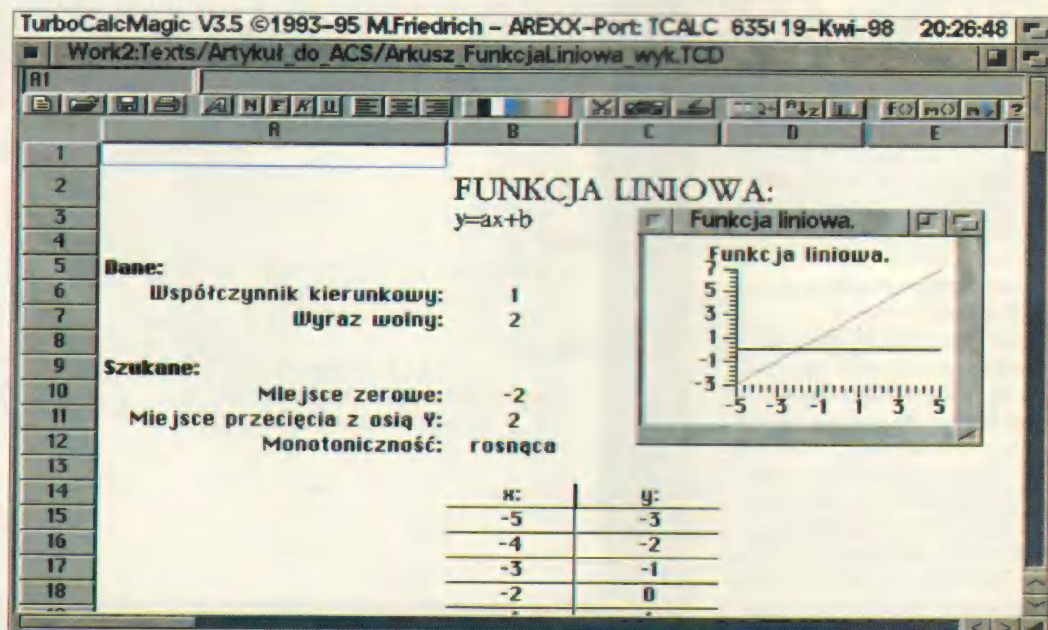 TurboCalcMagic V3.5 ©1993–95 M.Friedrich – AREXX–Port: TCALC 635 19–Kwi–98 20:26:48
Work2:Texts/Artykuł_do_ACS/Arkusz_FunkcjaLiniowa_wyk.TCD
A1
N F K U f() m() m ?
A B C D E
1
2 FUNKCJA LINIOWA:
3 y=ax+b
4
5 Dane:
6 Współczynnik kierunkowy: 1
7 Wyraz wolny: 2
8
9 Szukane:
10 Miejsce zerowe: -2
11 Miejsce przecięcia z osią Y: 2
12 Monotoniczność: rosnąca
13
14 x: y:
15 -5 -3
16 -4 -2
17 -3 -1
18 -2 0
Funkcja liniowa.
Funkcja liniowa.
7
5
3
1
-1
-3
-5 -3 -1 1 3 5